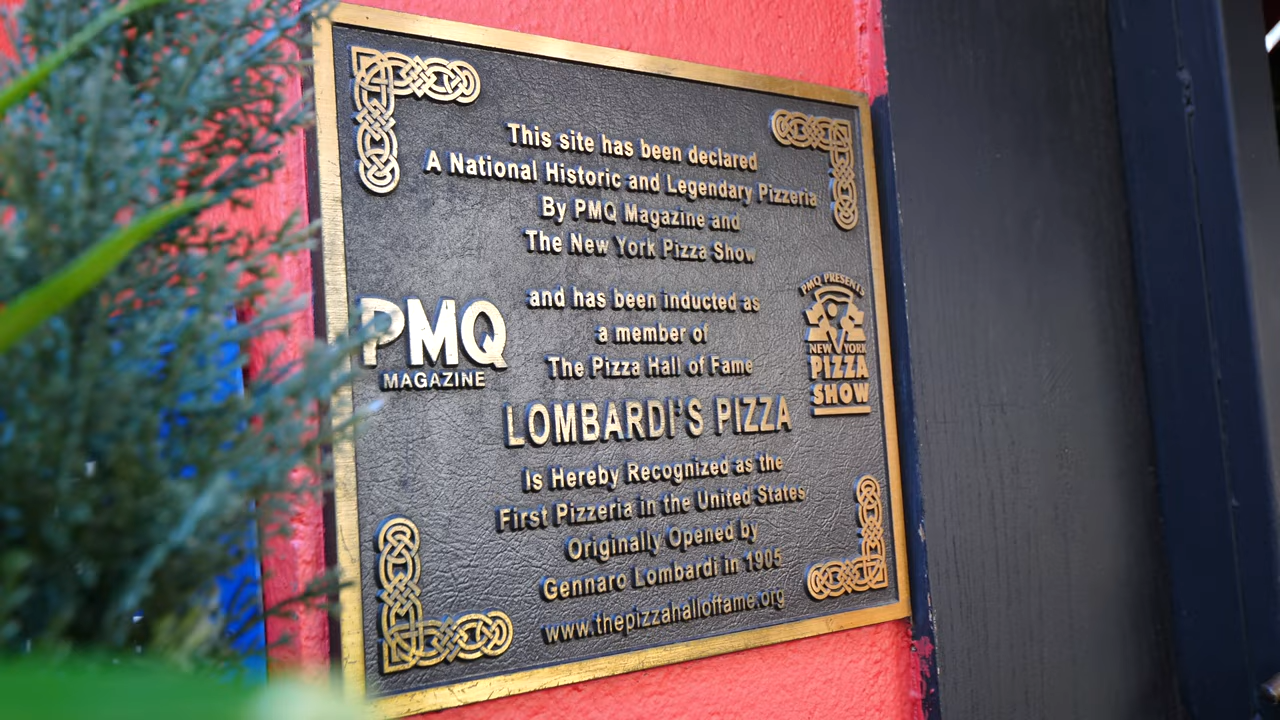 This site has been declared
A National Historic and Legendary Pizzeria
By PMQ Magazine and
The New York Pizza Show
and has been inducted as
a member of
The Pizza Hall of Fame
PMQ
MAGAZINE
PMQ PRESENTS
NEW YORK
PIZZA
SHOW
LOMBARDI'S PIZZA
Is Hereby Recognized as the
First Pizzeria in the United States
Originally Opened by
Gennaro Lombardi in 1905
www.thepizzahalloffame.org